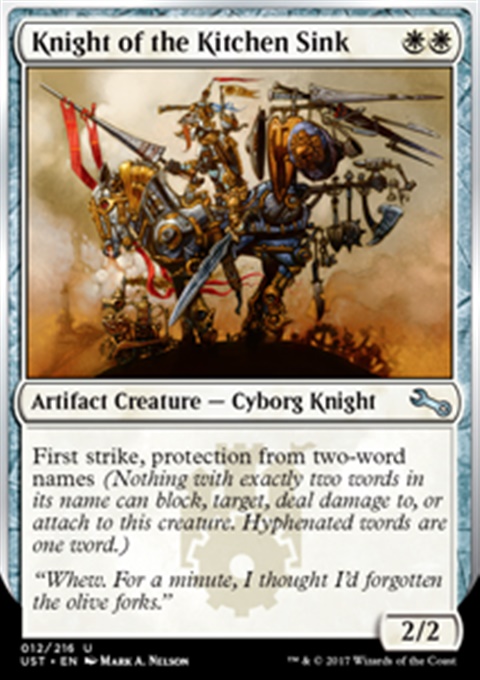 Knight of the Kitchen Sink
Artifact Creature — Cyborg Knight
First strike, protection from two-word
names (Nothing with exactly two words in
its name can block, target, deal damage to, or
attach to this creature. Hyphenated words are
one word.)
“Whew. For a minute, I thought I’d forgotten
the olive forks.”
2/2
012/216 U
UST • EN Mark A. Nelson
™ & © 2017 Wizards of the Coast